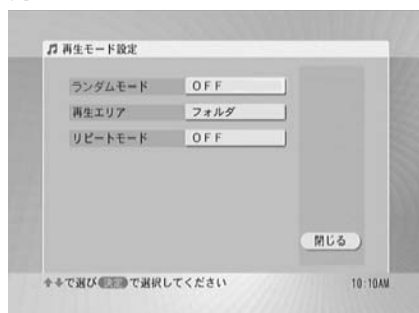 再生モード設定
ランダムモード OFF
再生エリア フォルダ
リピートモード OFF
閉じる
で選び 決定 で選択してください 10:10AM